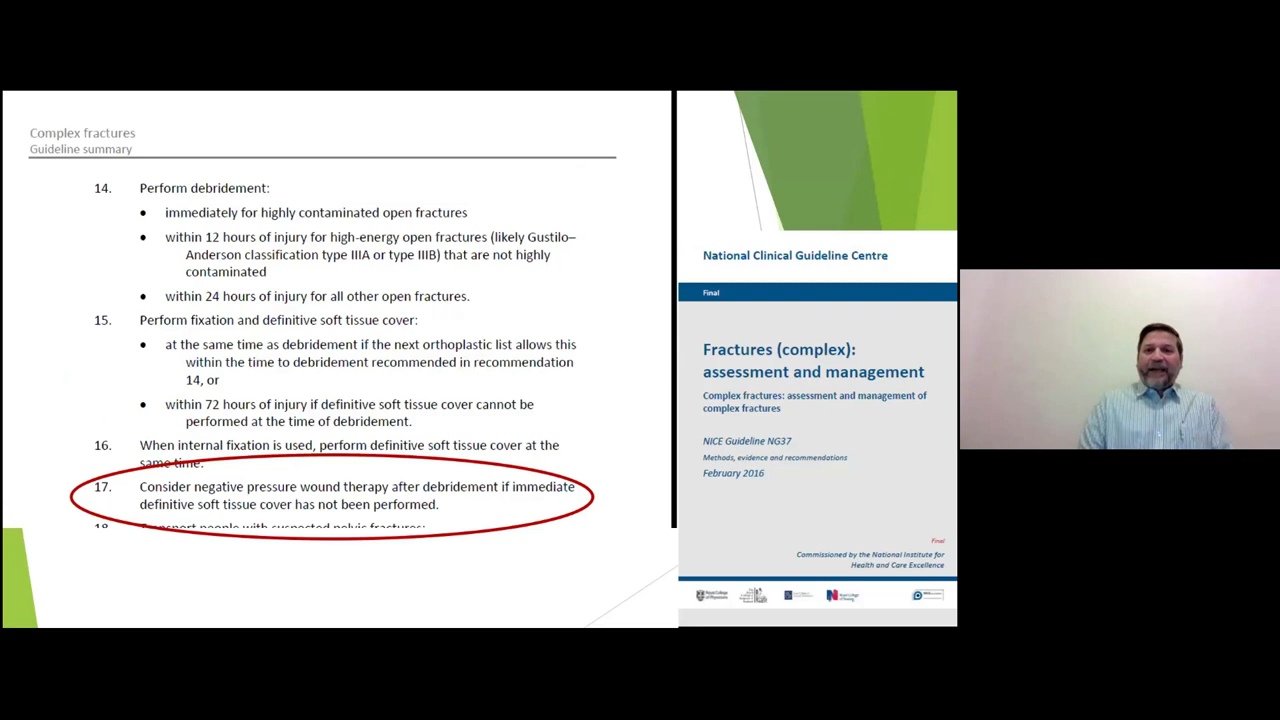 Complex fractures
Guideline summary
14. Perform debridement:
• immediately for highly contaminated open fractures
• within 12 hours of injury for high-energy open fractures (likely Gustilo–
Anderson classification type IIIA or type IIIB) that are not highly
contaminated
• within 24 hours of injury for all other open fractures.
15. Perform fixation and definitive soft tissue cover:
• at the same time as debridement if the next orthoplastic list allows this
within the time to debridement recommended in recommendation
14, or
• within 72 hours of injury if definitive soft tissue cover cannot be
performed at the time of debridement.
16. When internal fixation is used, perform definitive soft tissue cover at the
same time.
17. Consider negative pressure wound therapy after debridement if immediate
definitive soft tissue cover has not been performed.
18. Transport people with suspected pelvic fractures:
National Clinical Guideline Centre
Final
Fractures (complex):
assessment and management
Complex fractures: assessment and management of
complex fractures
NICE Guideline NG37
Methods, evidence and recommendations
February 2016
Final
Commissioned by the National Institute for
Health and Care Excellence